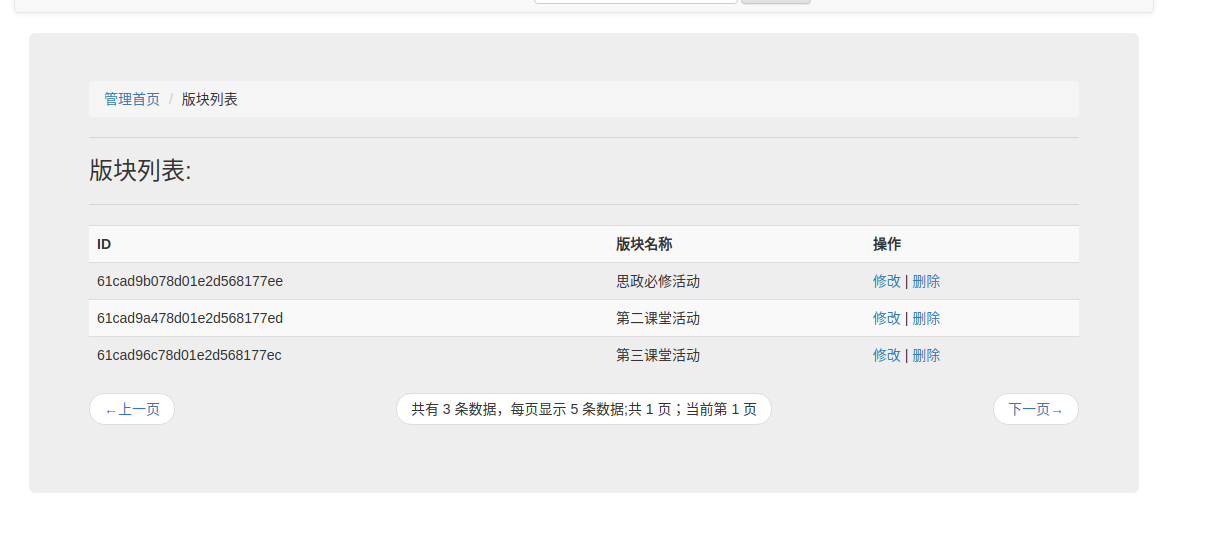 管理首页 / 版块列表
版块列表:
ID 版块名称 操作
61cad9b078d01e2d568177ee 思政必修活动 修改 | 删除
61cad9a478d01e2d568177ed 第二课堂活动 修改 | 删除
61cad96c78d01e2d568177ec 第三课堂活动 修改 | 删除
←上一页 共有 3 条数据，每页显示 5 条数据;共 1 页；当前第 1 页 下一页→